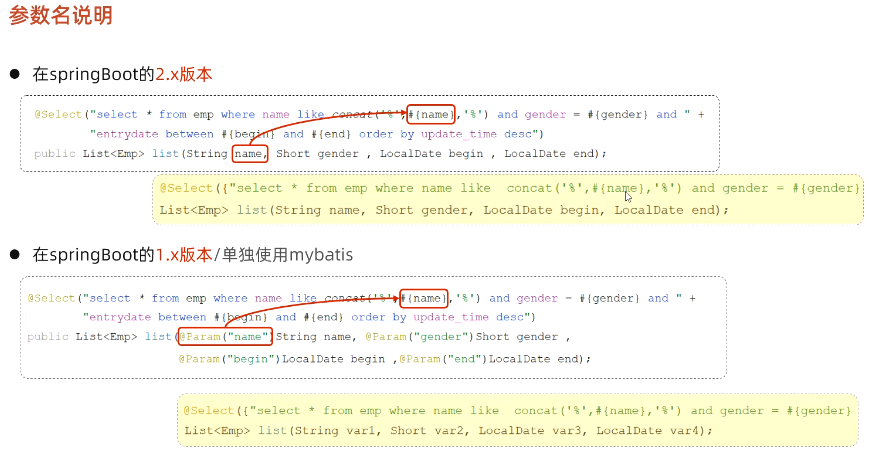 参数名说明
● 在springBoot的2.x版本
@Select("select * from emp where name like concat('%',#{name},'%') and gender = #{gender} and " +
"entrydate between #{begin} and #{end} order by update_time desc")
public List<Emp> list(String name, Short gender , LocalDate begin , LocalDate end);
@Select({"select * from emp where name like  concat('%',#{name},'%') and gender = #{gender}
List<Emp> list(String name, Short gender, LocalDate begin, LocalDate end);
● 在springBoot的1.x版本/单独使用mybatis
@Select("select * from emp where name like concat('%',#{name},'%') and gender = #{gender} and " +
"entrydate between #{begin} and #{end} order by update_time desc")
public List<Emp> list(@Param("name")String name, @Param("gender")Short gender ,
@Param("begin")LocalDate begin ,@Param("end")LocalDate end);
@Select({"select * from emp where name like  concat('%',#{name},'%') and gender = #{gender}
List<Emp> list(String var1, Short var2, LocalDate var3, LocalDate var4);